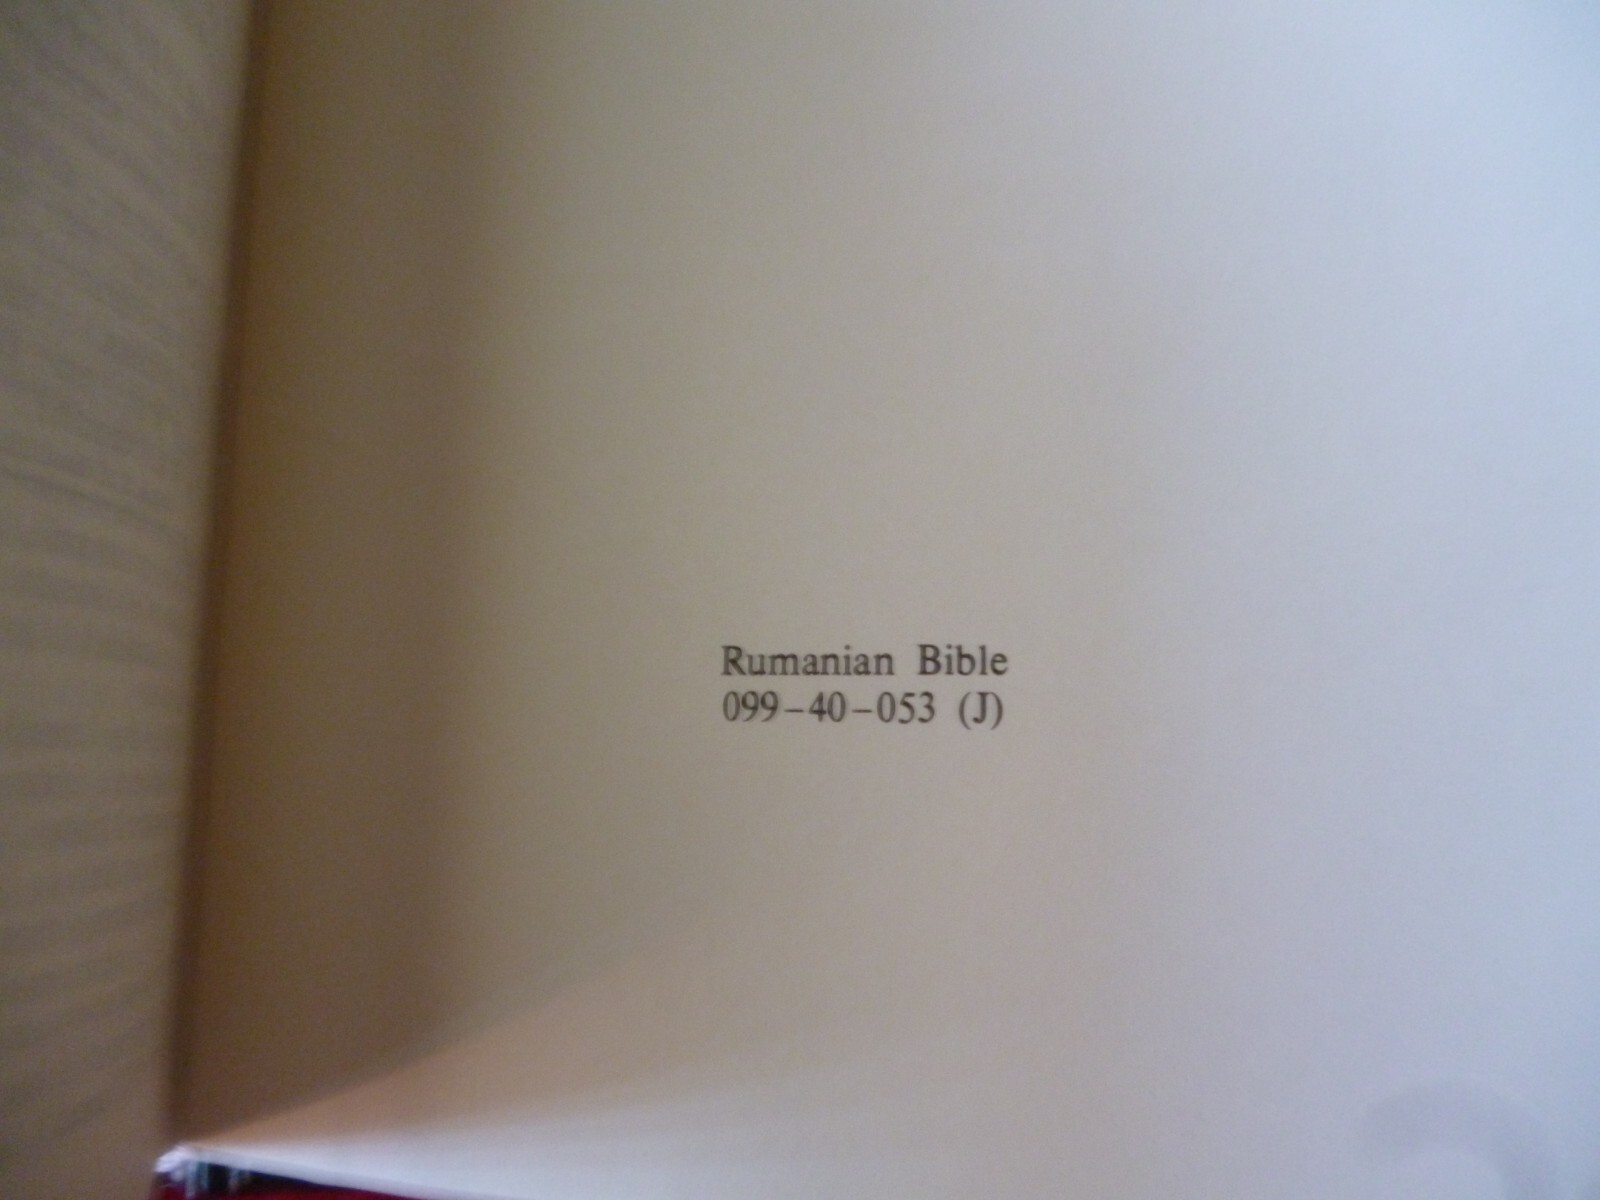 Rumanian Bible
099–40–053 (J)